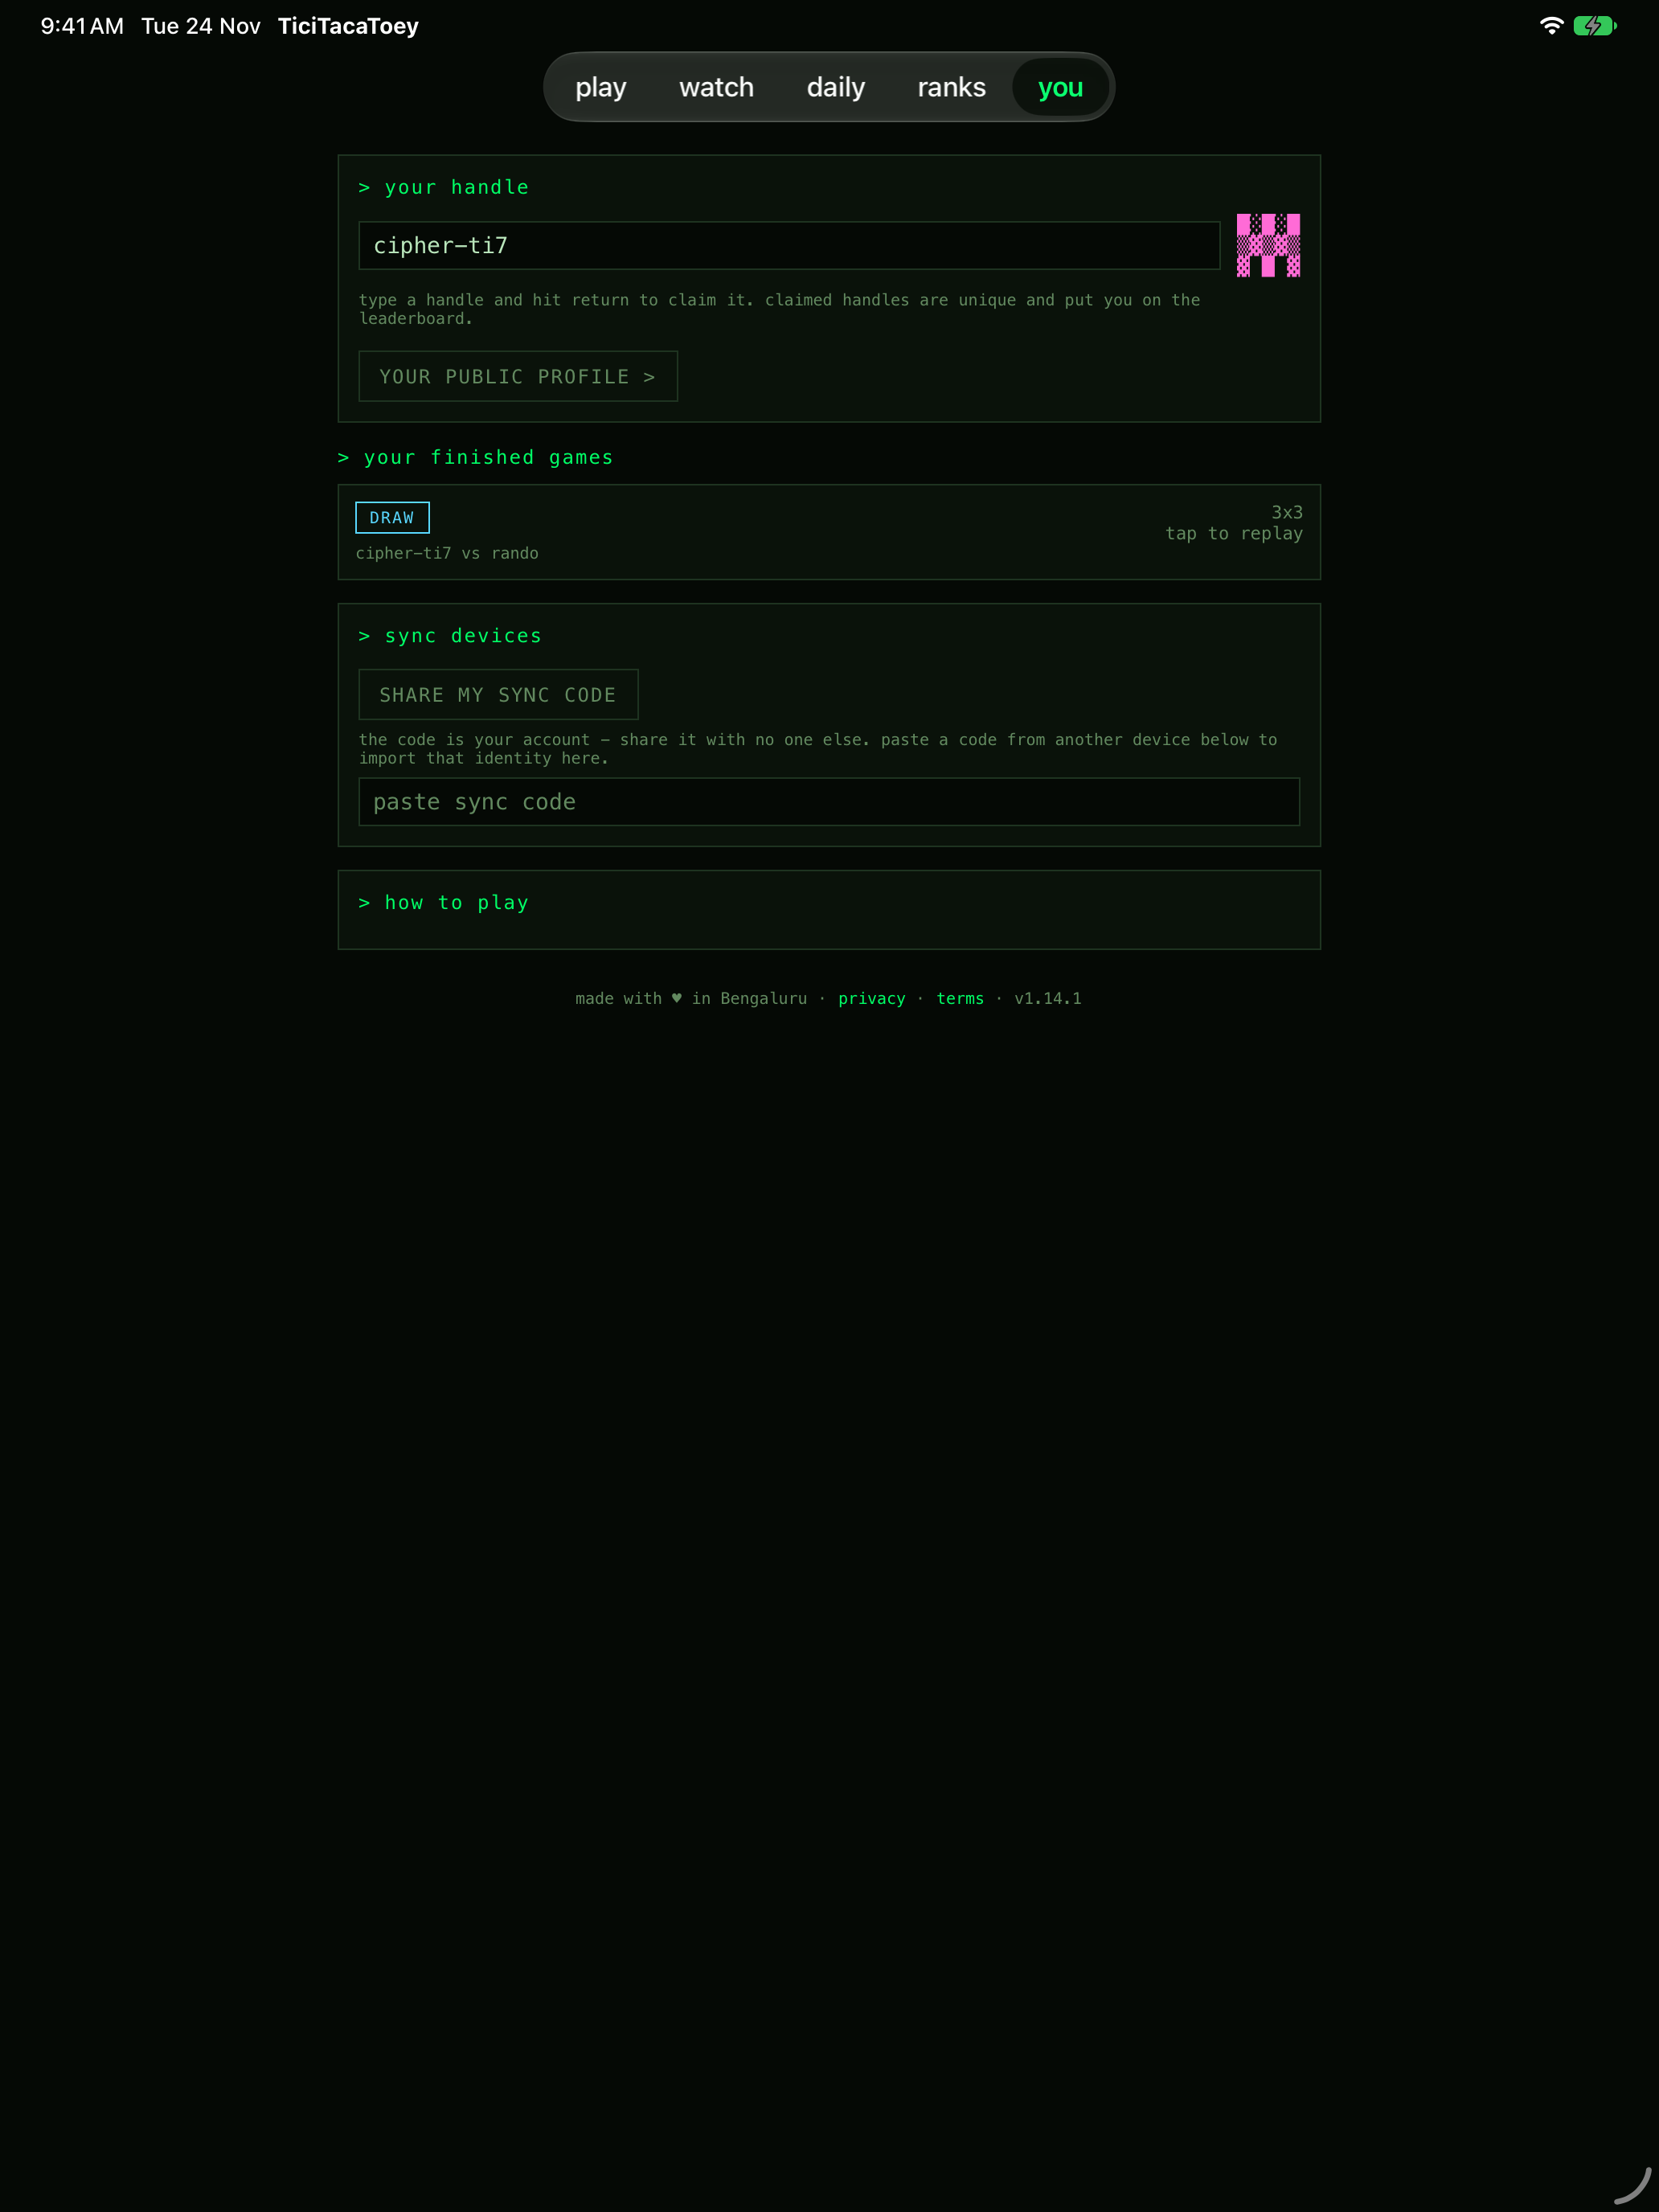 9:41 AM Tue 24 Nov TiciTacaToey
play watch daily ranks you
> your handle
cipher-ti7
type a handle and hit return to claim it. claimed handles are unique and put you on the
leaderboard.
YOUR PUBLIC PROFILE >
> your finished games
DRAW
3x3
tap to replay
cipher-ti7 vs rando
> sync devices
SHARE MY SYNC CODE
the code is your account — share it with no one else. paste a code from another device below to
import that identity here.
paste sync code
> how to play
made with ♥ in Bengaluru · privacy · terms · v1.14.1